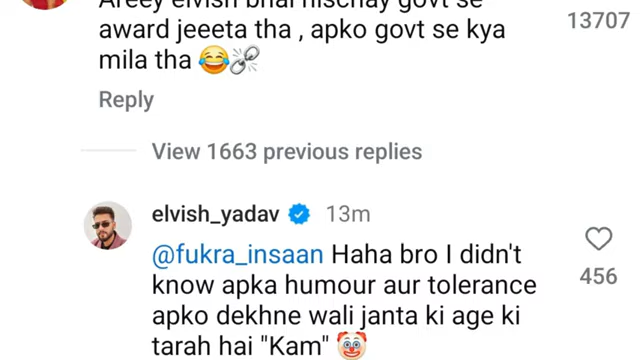 Areey elvish bhai nischay govt se
award jeeeta tha , apko govt se kya
mila tha 😂⛓️‍💥
13707
Reply
View 1663 previous replies
elvish_yadav 13m
@fukra_insaan Haha bro I didn't
know apka humour aur tolerance
apko dekhne wali janta ki age ki
tarah hai "Kam" 🤡
456